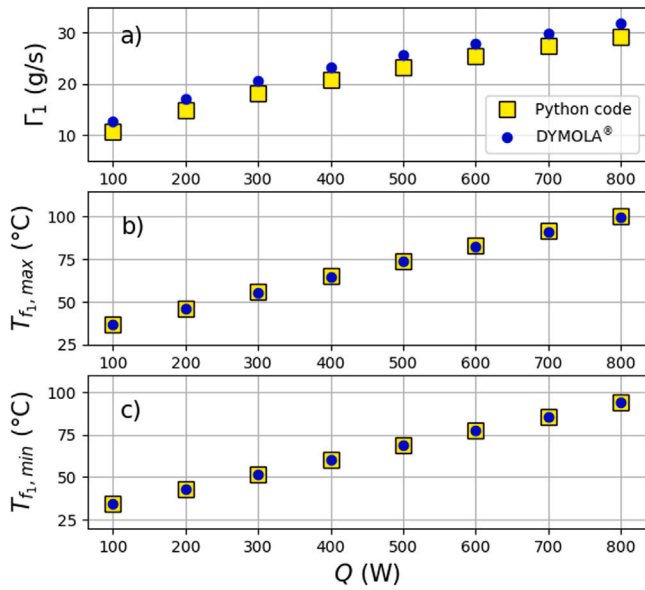 a)
Γ₁ (g/s)
30
20
10
Python code
DYMOLA®
100 200 300 400 500 600 700 800
b)
T_f₁,max (°C)
100
75
50
25
100 200 300 400 500 600 700 800
c)
T_f₁,min (°C)
100
75
50
25
100 200 300 400 500 600 700 800
Q (W)